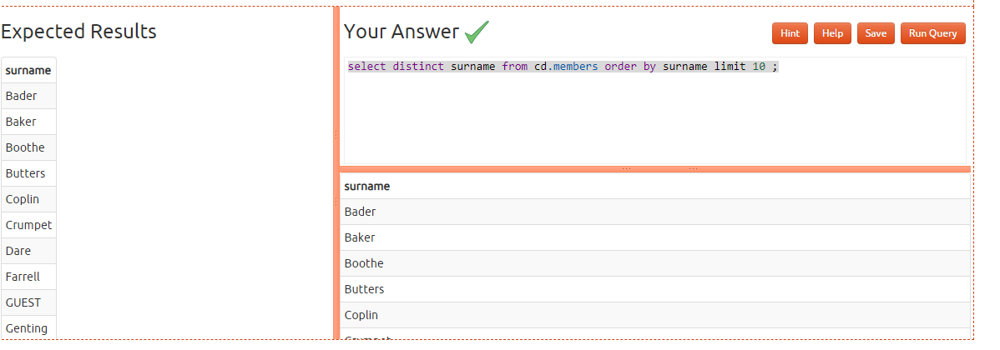 Expected Results
surname
Bader
Baker
Boothe
Butters
Coplin
Crumpet
Dare
Farrell
GUEST
Genting
Your Answer
Hint Help Save Run Query
select distinct surname from cd.members order by surname limit 10 ;
surname
Bader
Baker
Boothe
Butters
Coplin